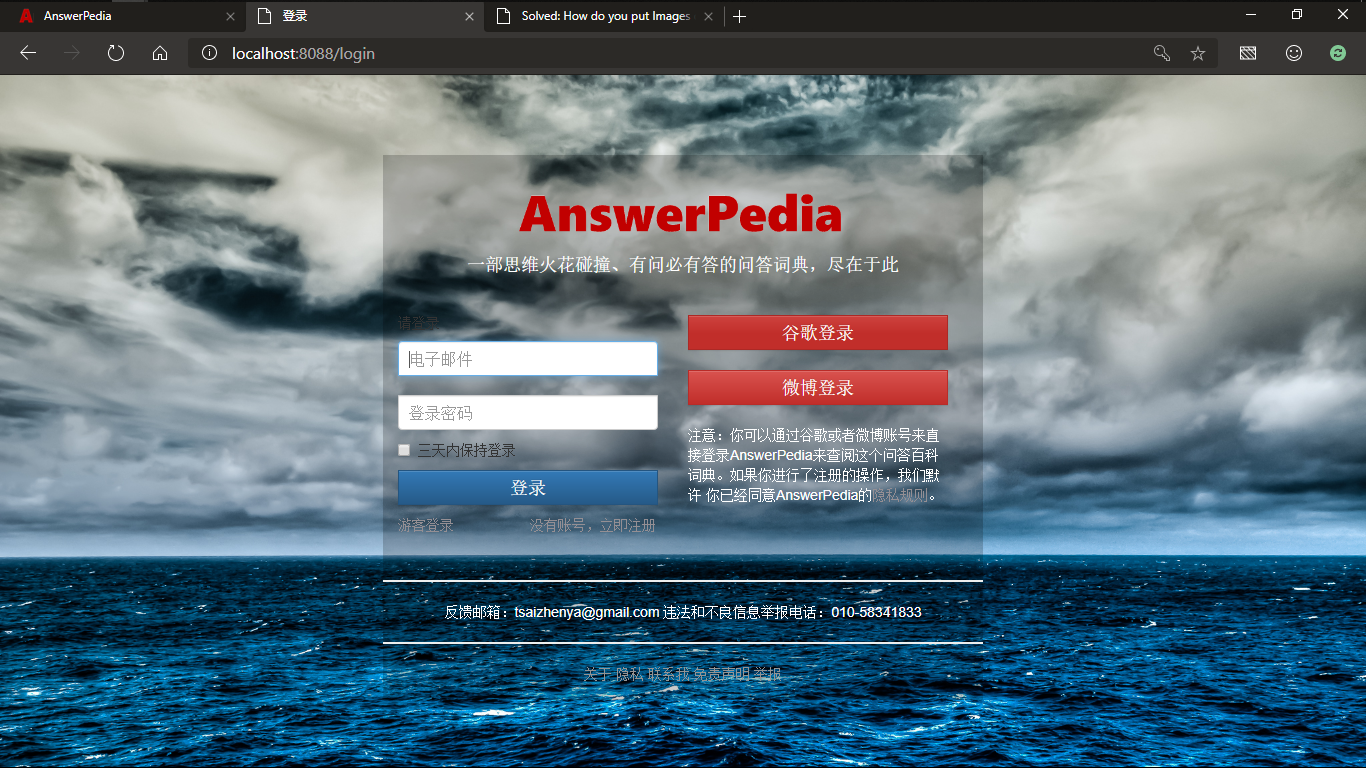 AnswerPedia
登录
Solved: How do you put Images
localhost:8088/login
AnswerPedia
一部思维火花碰撞、有问必有答的问答词典，尽在于此
请登录
电子邮件
登录密码
三天内保持登录
登录
游客登录 没有账号，立即注册
谷歌登录
微博登录
注意：你可以通过谷歌或者微博账号来直
接登录AnswerPedia来查阅这个问答百科
词典。如果你进行了注册的操作，我们默
许 你已经同意AnswerPedia的隐私规则。
反馈邮箱：tsaizhenya@gmail.com 违法和不良信息举报电话：010-58341833
关于 隐私 联系我 免责声明 举报